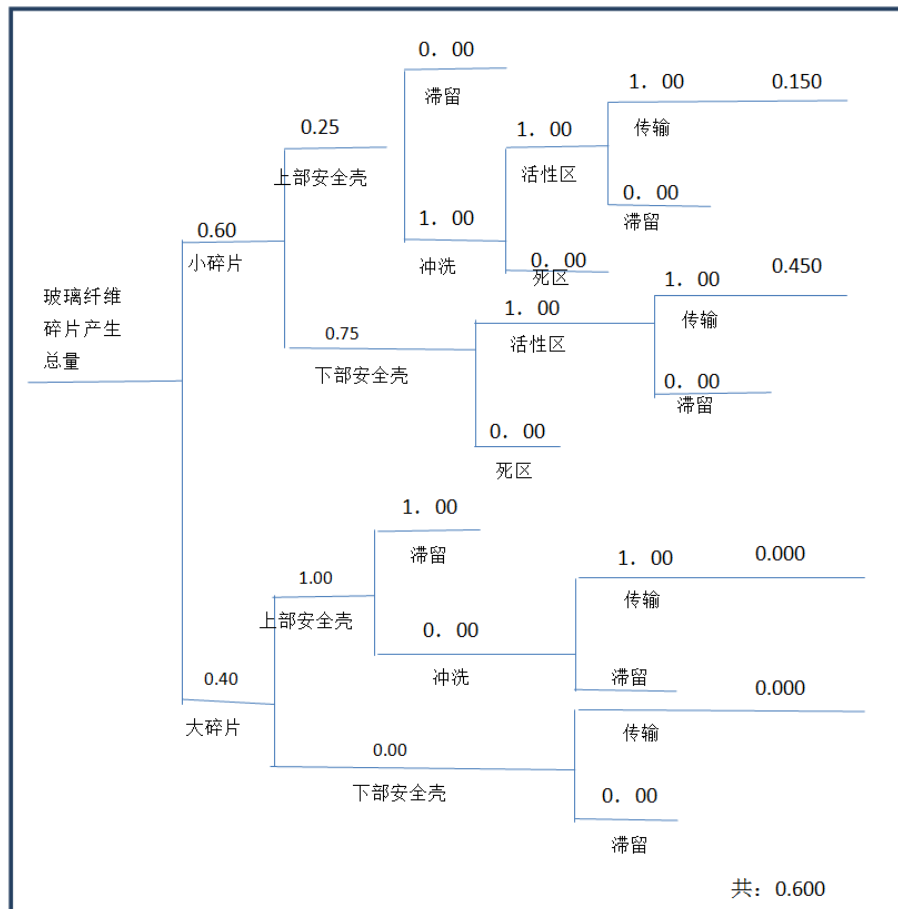 0．00
滞留
1．00 0.150
传输
0.25
1．00
上部安全壳
活性区
0．00
滞留
0.60
1．00
小碎片
冲洗
0．00
死区
玻璃纤维
碎片产生
总量
1．00 0.450
传输
0.75
1．00
下部安全壳
活性区
0．00
滞留
0．00
死区
1．00
滞留
1．00 0.000
传输
1.00
上部安全壳
0．00
冲洗
滞留
0.40
大碎片
0.000
传输
0.00
下部安全壳
0．00
滞留
共：0.600